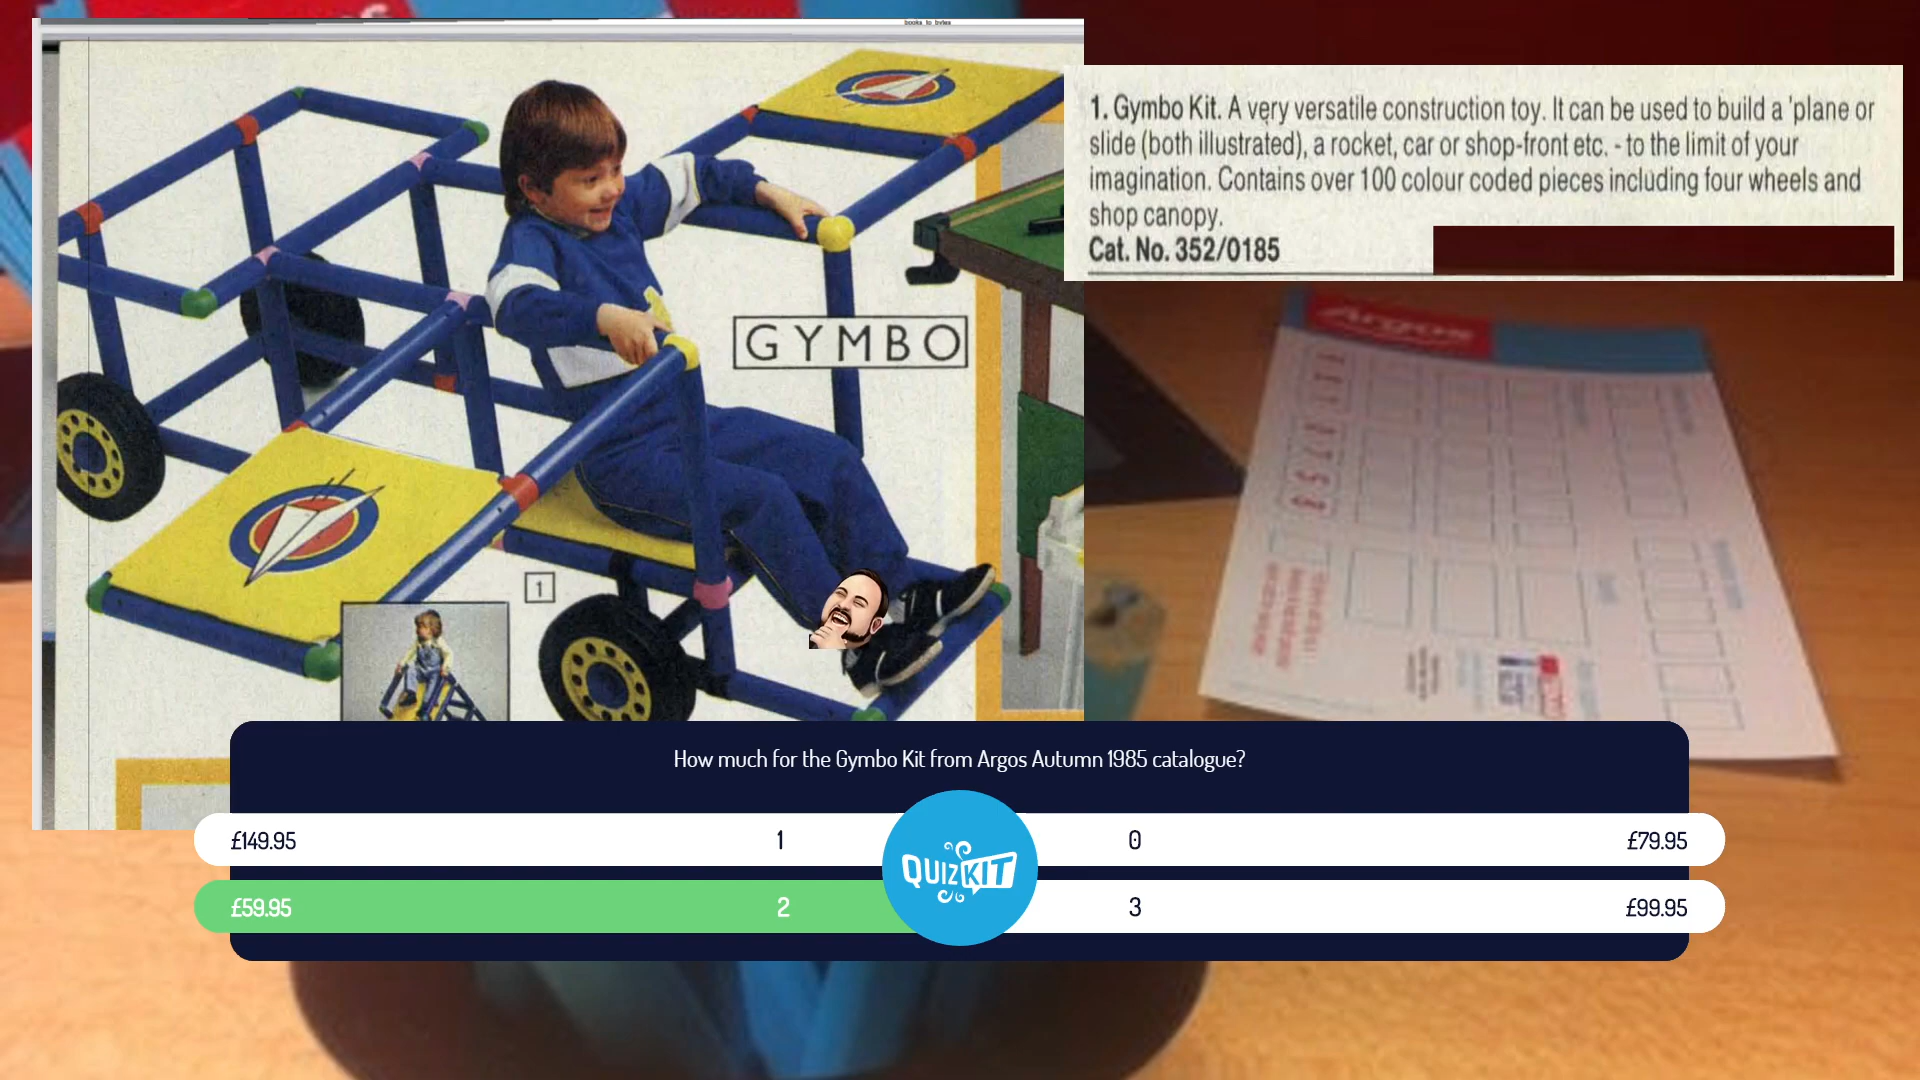 books to bytes
1. Gymbo Kit. A very versatile construction toy. It can be used to build a 'plane or
slide (both illustrated), a rocket, car or shop-front etc. - to the limit of your
imagination. Contains over 100 colour coded pieces including four wheels and
shop canopy.
Cat. No. 352/0185
GYMBO
1
Argos
How much for the Gymbo Kit from Argos Autumn 1985 catalogue?
£149.95 1
0 £79.95
£59.95 2
3 £99.95
QUIZKIT